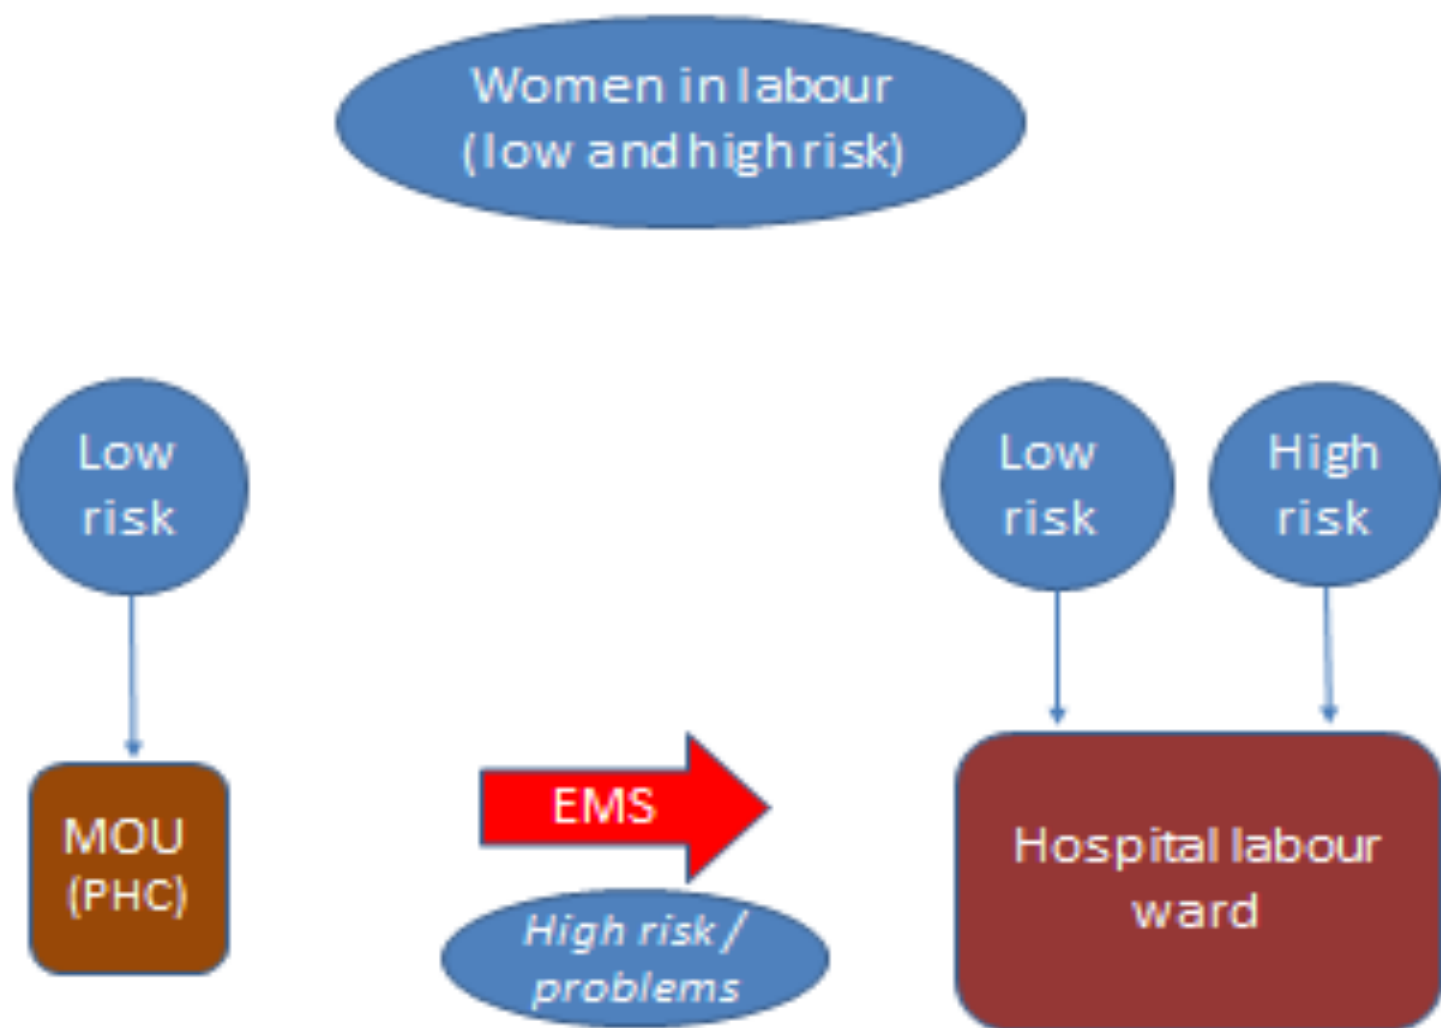 Women in labour
(low and high risk)
Low
risk
Low
risk
High
risk
MOU
(PHC)
EMS
High risk /
problems
Hospital labour
ward